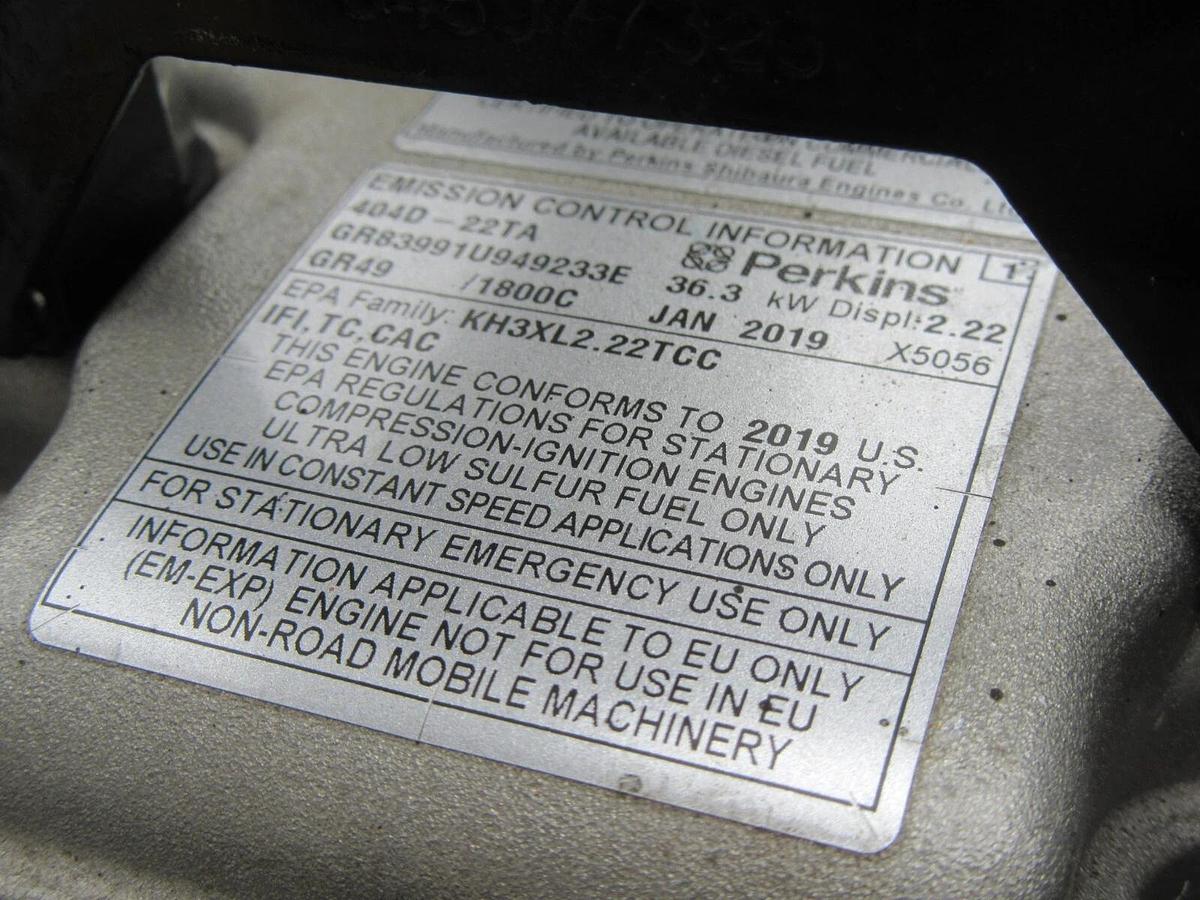 AVAILABLE DIESEL FUEL
Manufactured by Perkins Shibaura Engines Co. Lt
EMISSION CONTROL INFORMATION
404D-22TA Perkins
GR83991U949233E 36.3 kW Displ:2.22
GR49 /1800C JAN 2019 X5056
EPA Family: KH3XL2.22TCC
IFI,TC,CAC
THIS ENGINE CONFORMS TO 2019 U.S.
EPA REGULATIONS FOR STATIONARY
COMPRESSION-IGNITION ENGINES
ULTRA LOW SULFUR FUEL ONLY
USE IN CONSTANT SPEED APPLICATIONS ONLY
FOR STATIONARY EMERGENCY USE ONLY
INFORMATION APPLICABLE TO EU ONLY
(EM-EXP) ENGINE NOT FOR USE IN EU
NON-ROAD MOBILE MACHINERY